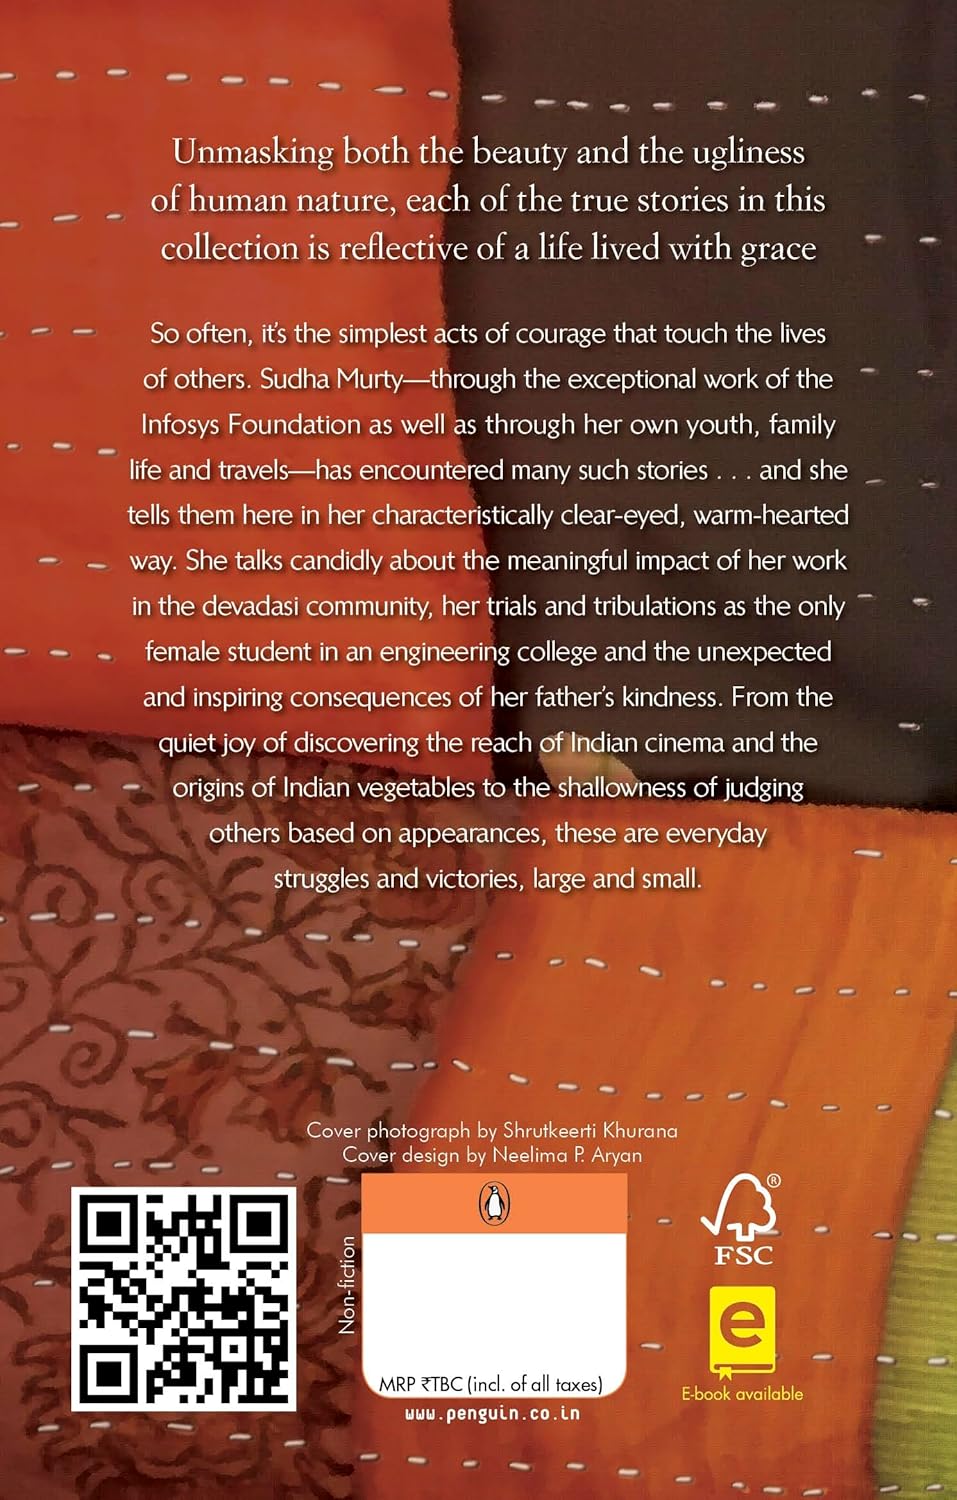 Unmasking both the beauty and the ugliness
of human nature, each of the true stories in this
collection is reflective of a life lived with grace
So often, it's the simplest acts of courage that touch the lives
of others. Sudha Murty—through the exceptional work of the
Infosys Foundation as well as through her own youth, family
life and travels—has encountered many such stories . . . and she
tells them here in her characteristically clear-eyed, warm-hearted
way. She talks candidly about the meaningful impact of her work
in the devadasi community, her trials and tribulations as the only
female student in an engineering college and the unexpected
and inspiring consequences of her father's kindness. From the
quiet joy of discovering the reach of Indian cinema and the
origins of Indian vegetables to the shallowness of judging
others based on appearances, these are everyday
struggles and victories, large and small.
Cover photograph by Shrutkeerti Khurana
Cover design by Neelima P. Aryan
Non-fiction
MRP ₹TBC (incl. of all taxes)
www.penguin.co.in
®
FSC
e
E-book available